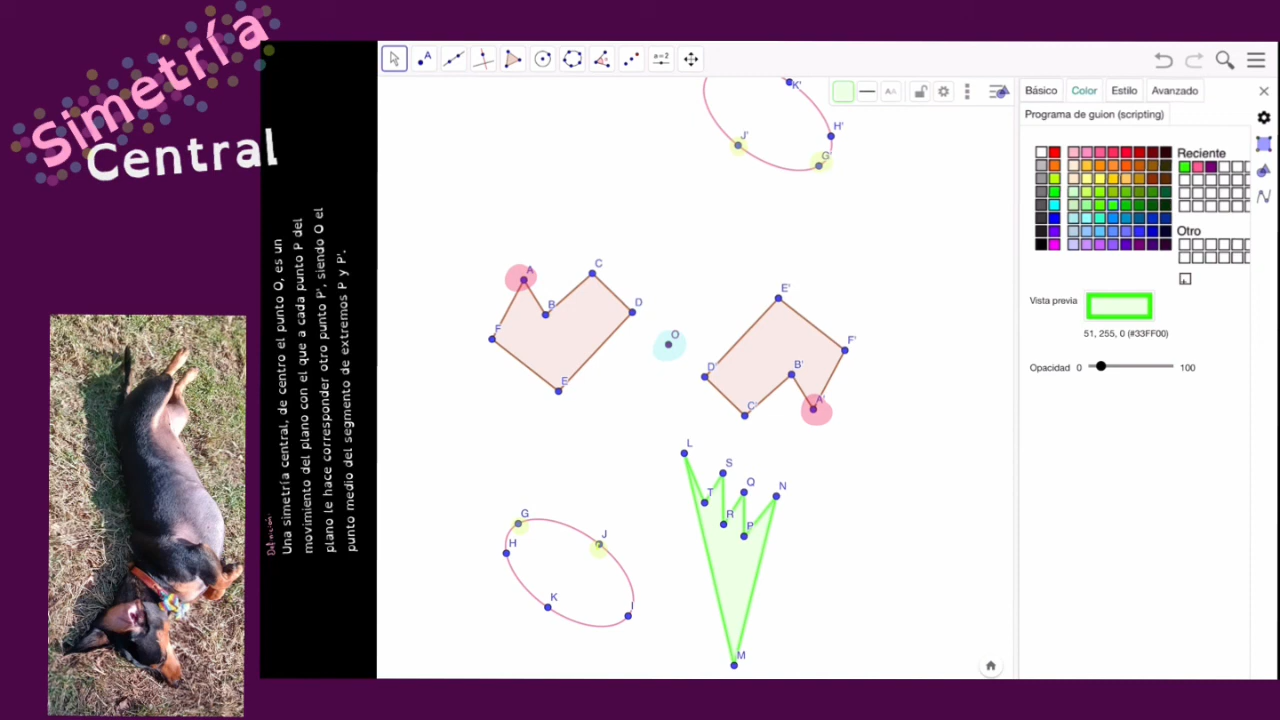 Simetría
Central
Definición:
Una simetría central, de centro el punto O, es un
movimiento del plano con el que a cada punto P del
plano le hace corresponder otro punto P', siendo O el
punto medio del segmento de extremos P y P'.
A
a=2
AA
Básico
Color
Estilo
Avanzado
Programa de guion (scripting)
Reciente
Otro
Vista previa
51, 255, 0 (#33FF00)
Opacidad 0
100
K'
H'
J'
G'
A
B
C
D
E
F
O
E'
F'
D'
B'
C'
A'
L
S
T
Q
N
R
P
M
G
H
J
K
I